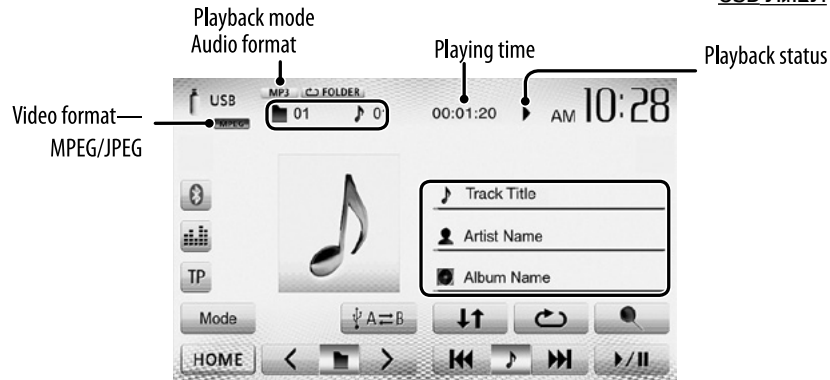 Playback mode
Audio format
Playing time
Playback status
Video format
MPEG/JPEG
USB
MP3
FOLDER
MPEG
01
00:01:20
AM 10:28
Track Title
Artist Name
Album Name
TP
Mode
A⇄B
HOME